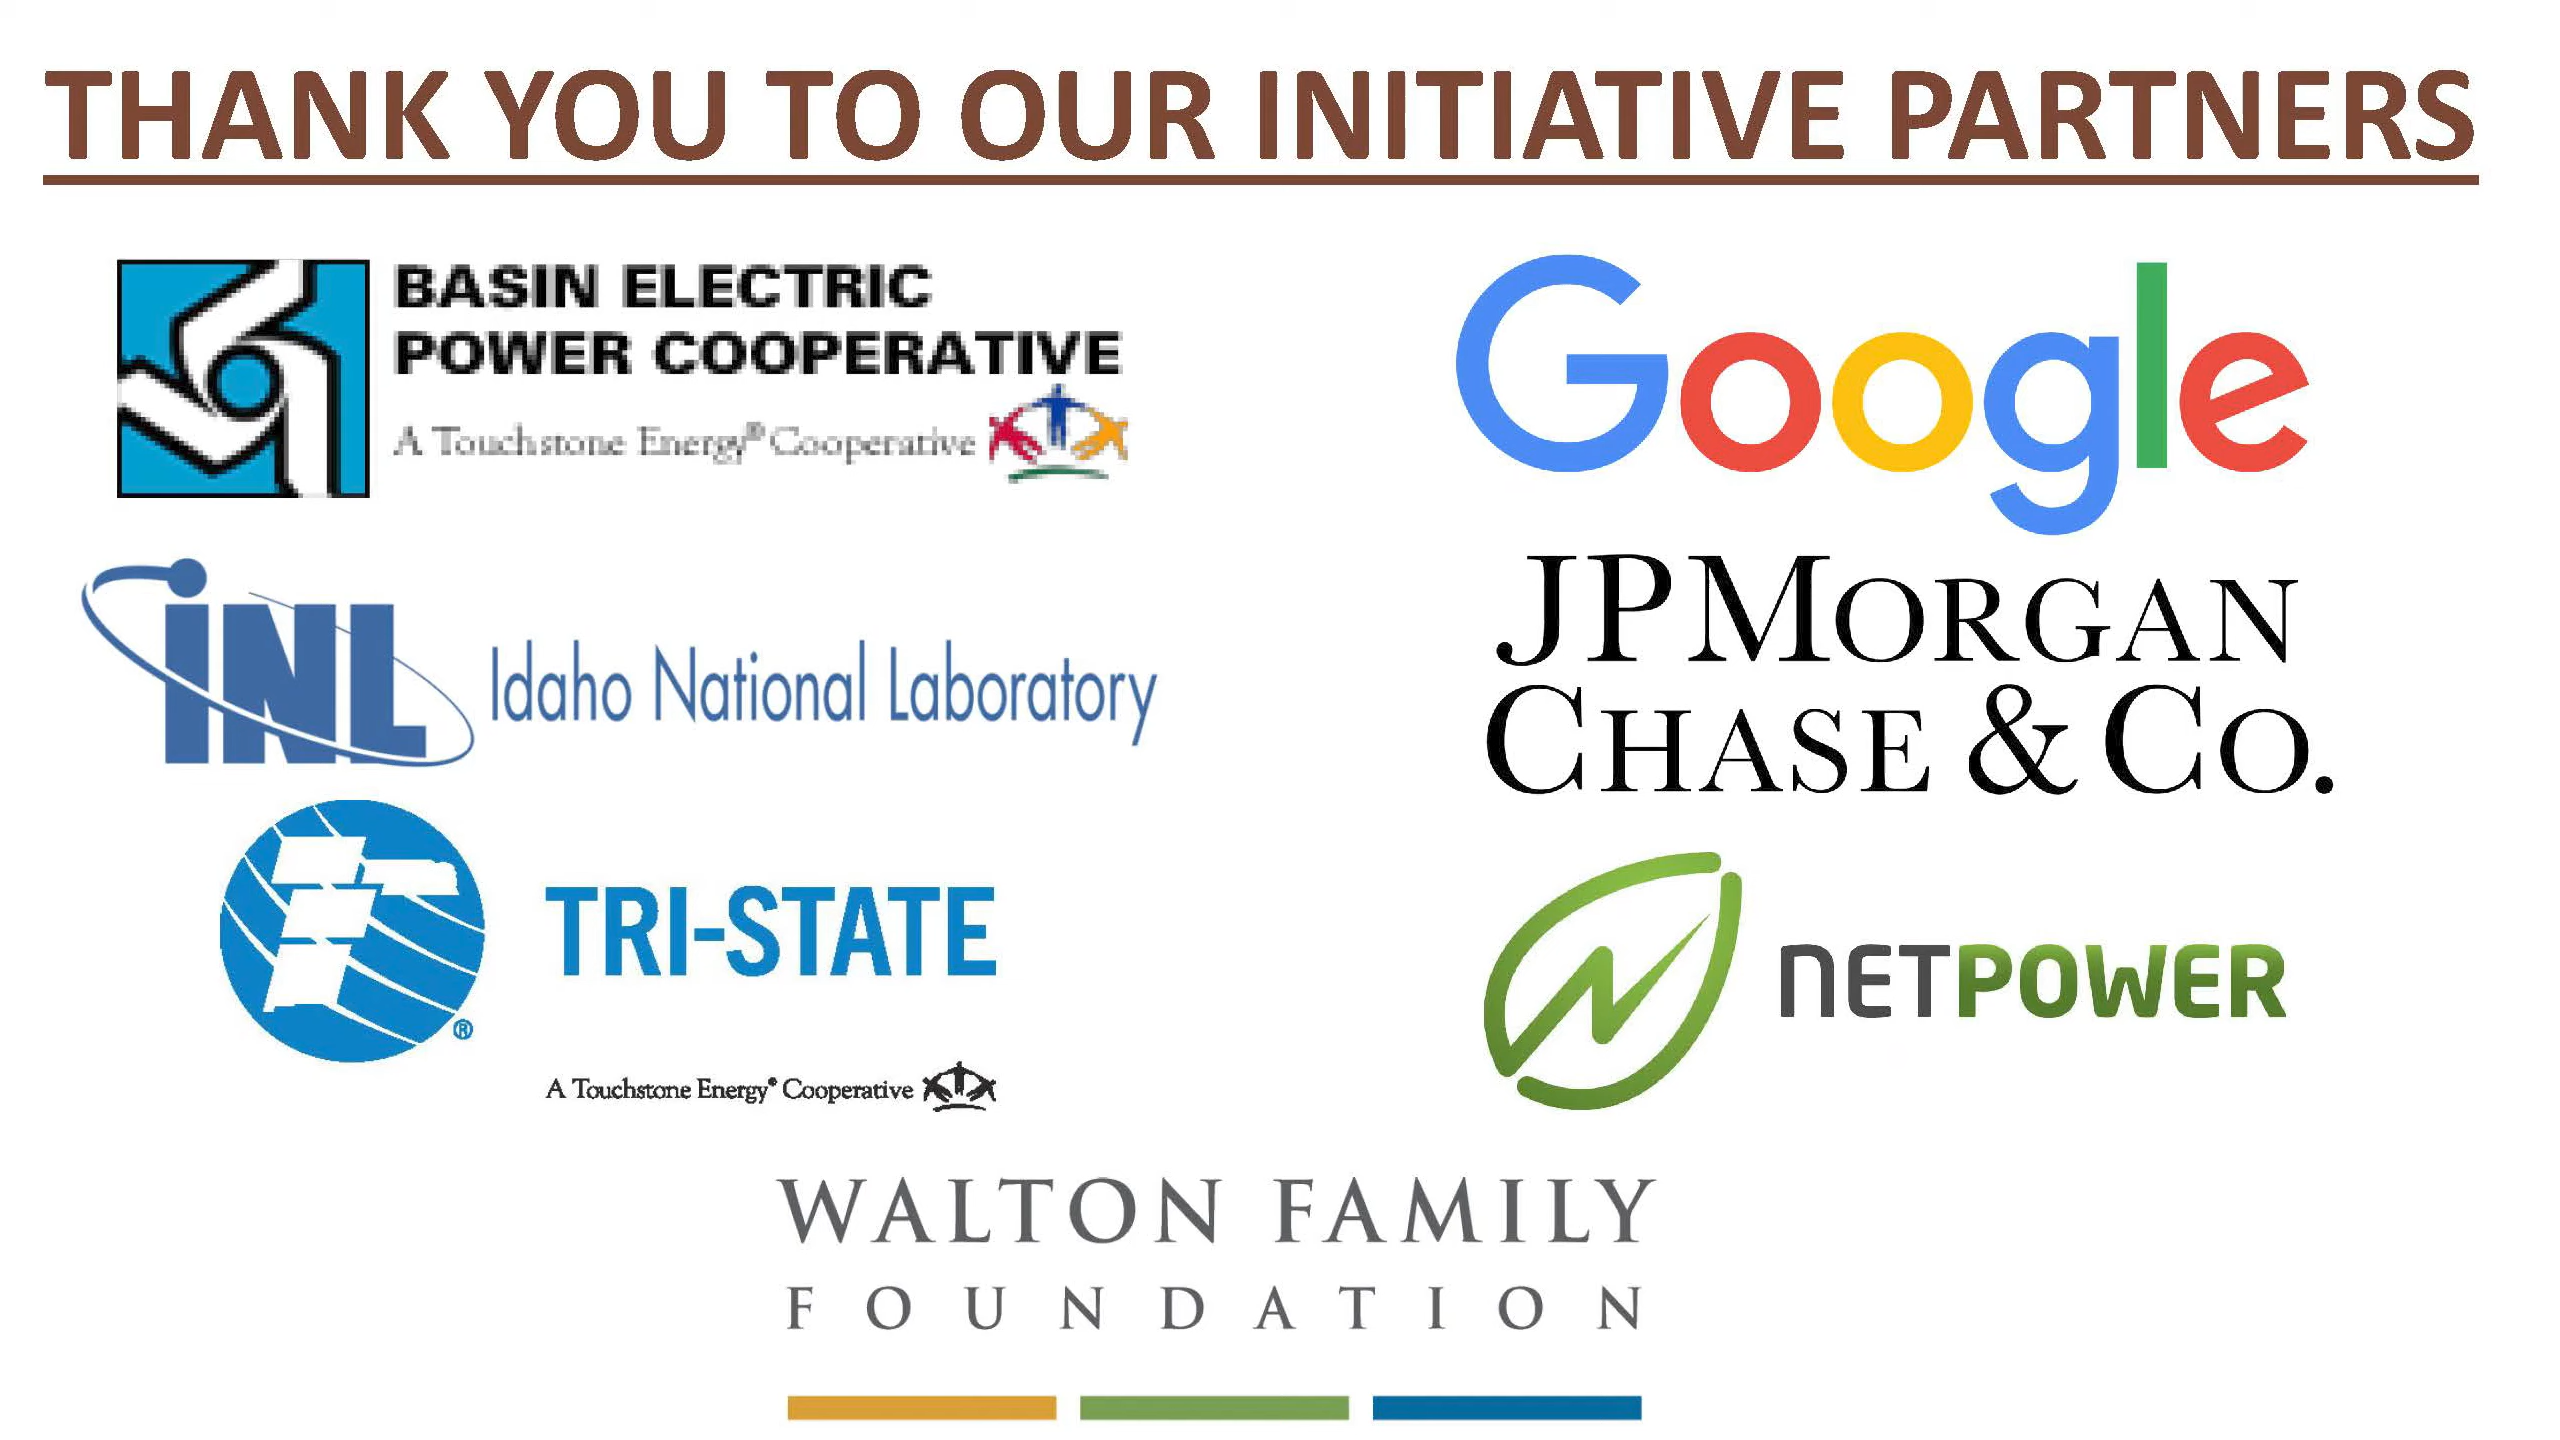 THANK YOU TO OUR INITIATIVE PARTNERS
BASIN ELECTRIC
POWER COOPERATIVE
A Touchstone Energy® Cooperative
Google
INL Idaho National Laboratory
JPMORGAN
CHASE & CO.
TRI-STATE
®
A Touchstone Energy® Cooperative
NETPOWER
WALTON FAMILY
FOUNDATION